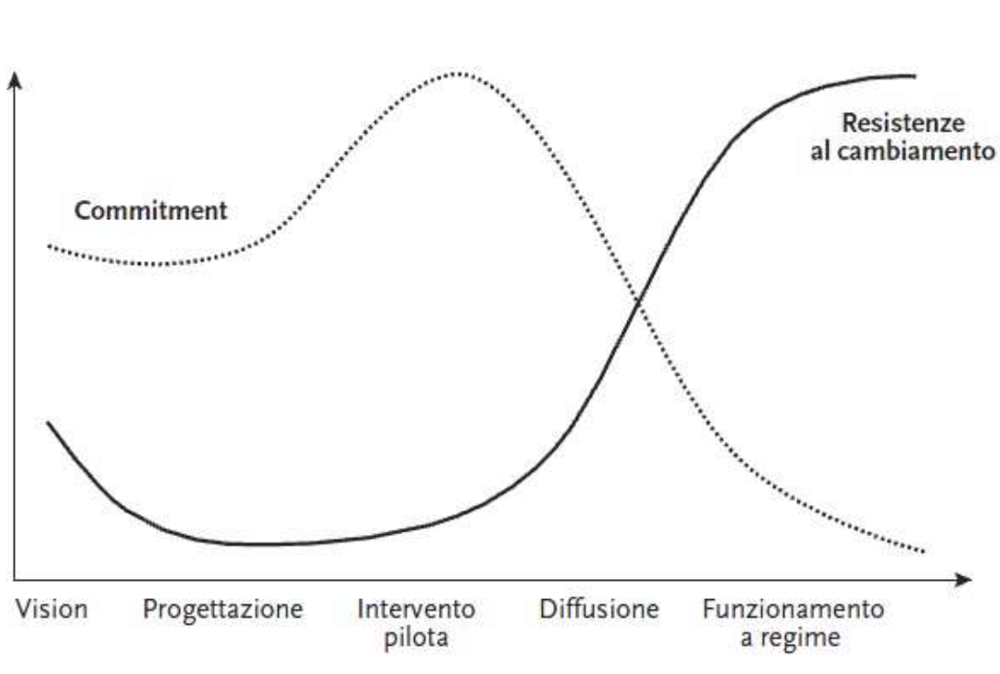 Resistenze
al cambiamento
Commitment
Vision
Progettazione
Intervento
pilota
Diffusione
Funzionamento
a regime